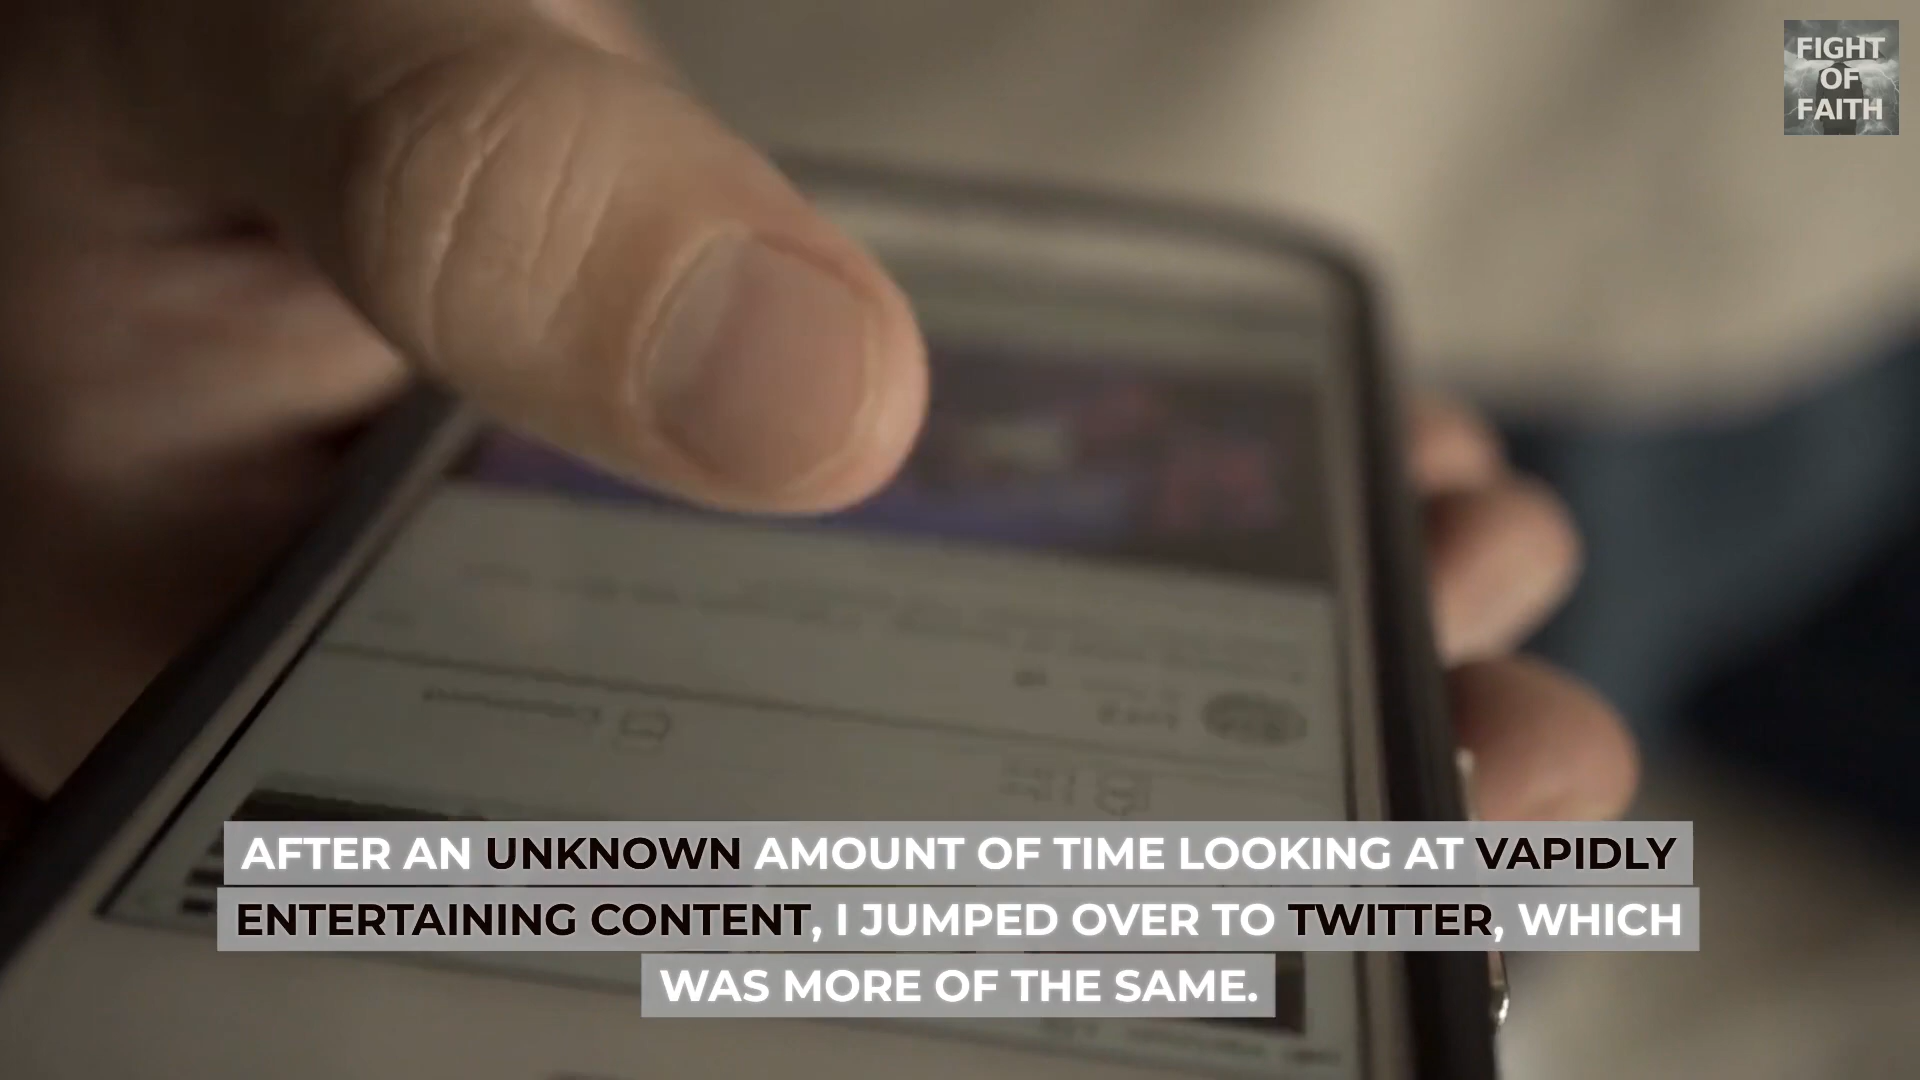 FIGHT
OF
FAITH
AFTER AN UNKNOWN AMOUNT OF TIME LOOKING AT VAPIDLY
ENTERTAINING CONTENT, I JUMPED OVER TO TWITTER, WHICH
WAS MORE OF THE SAME.